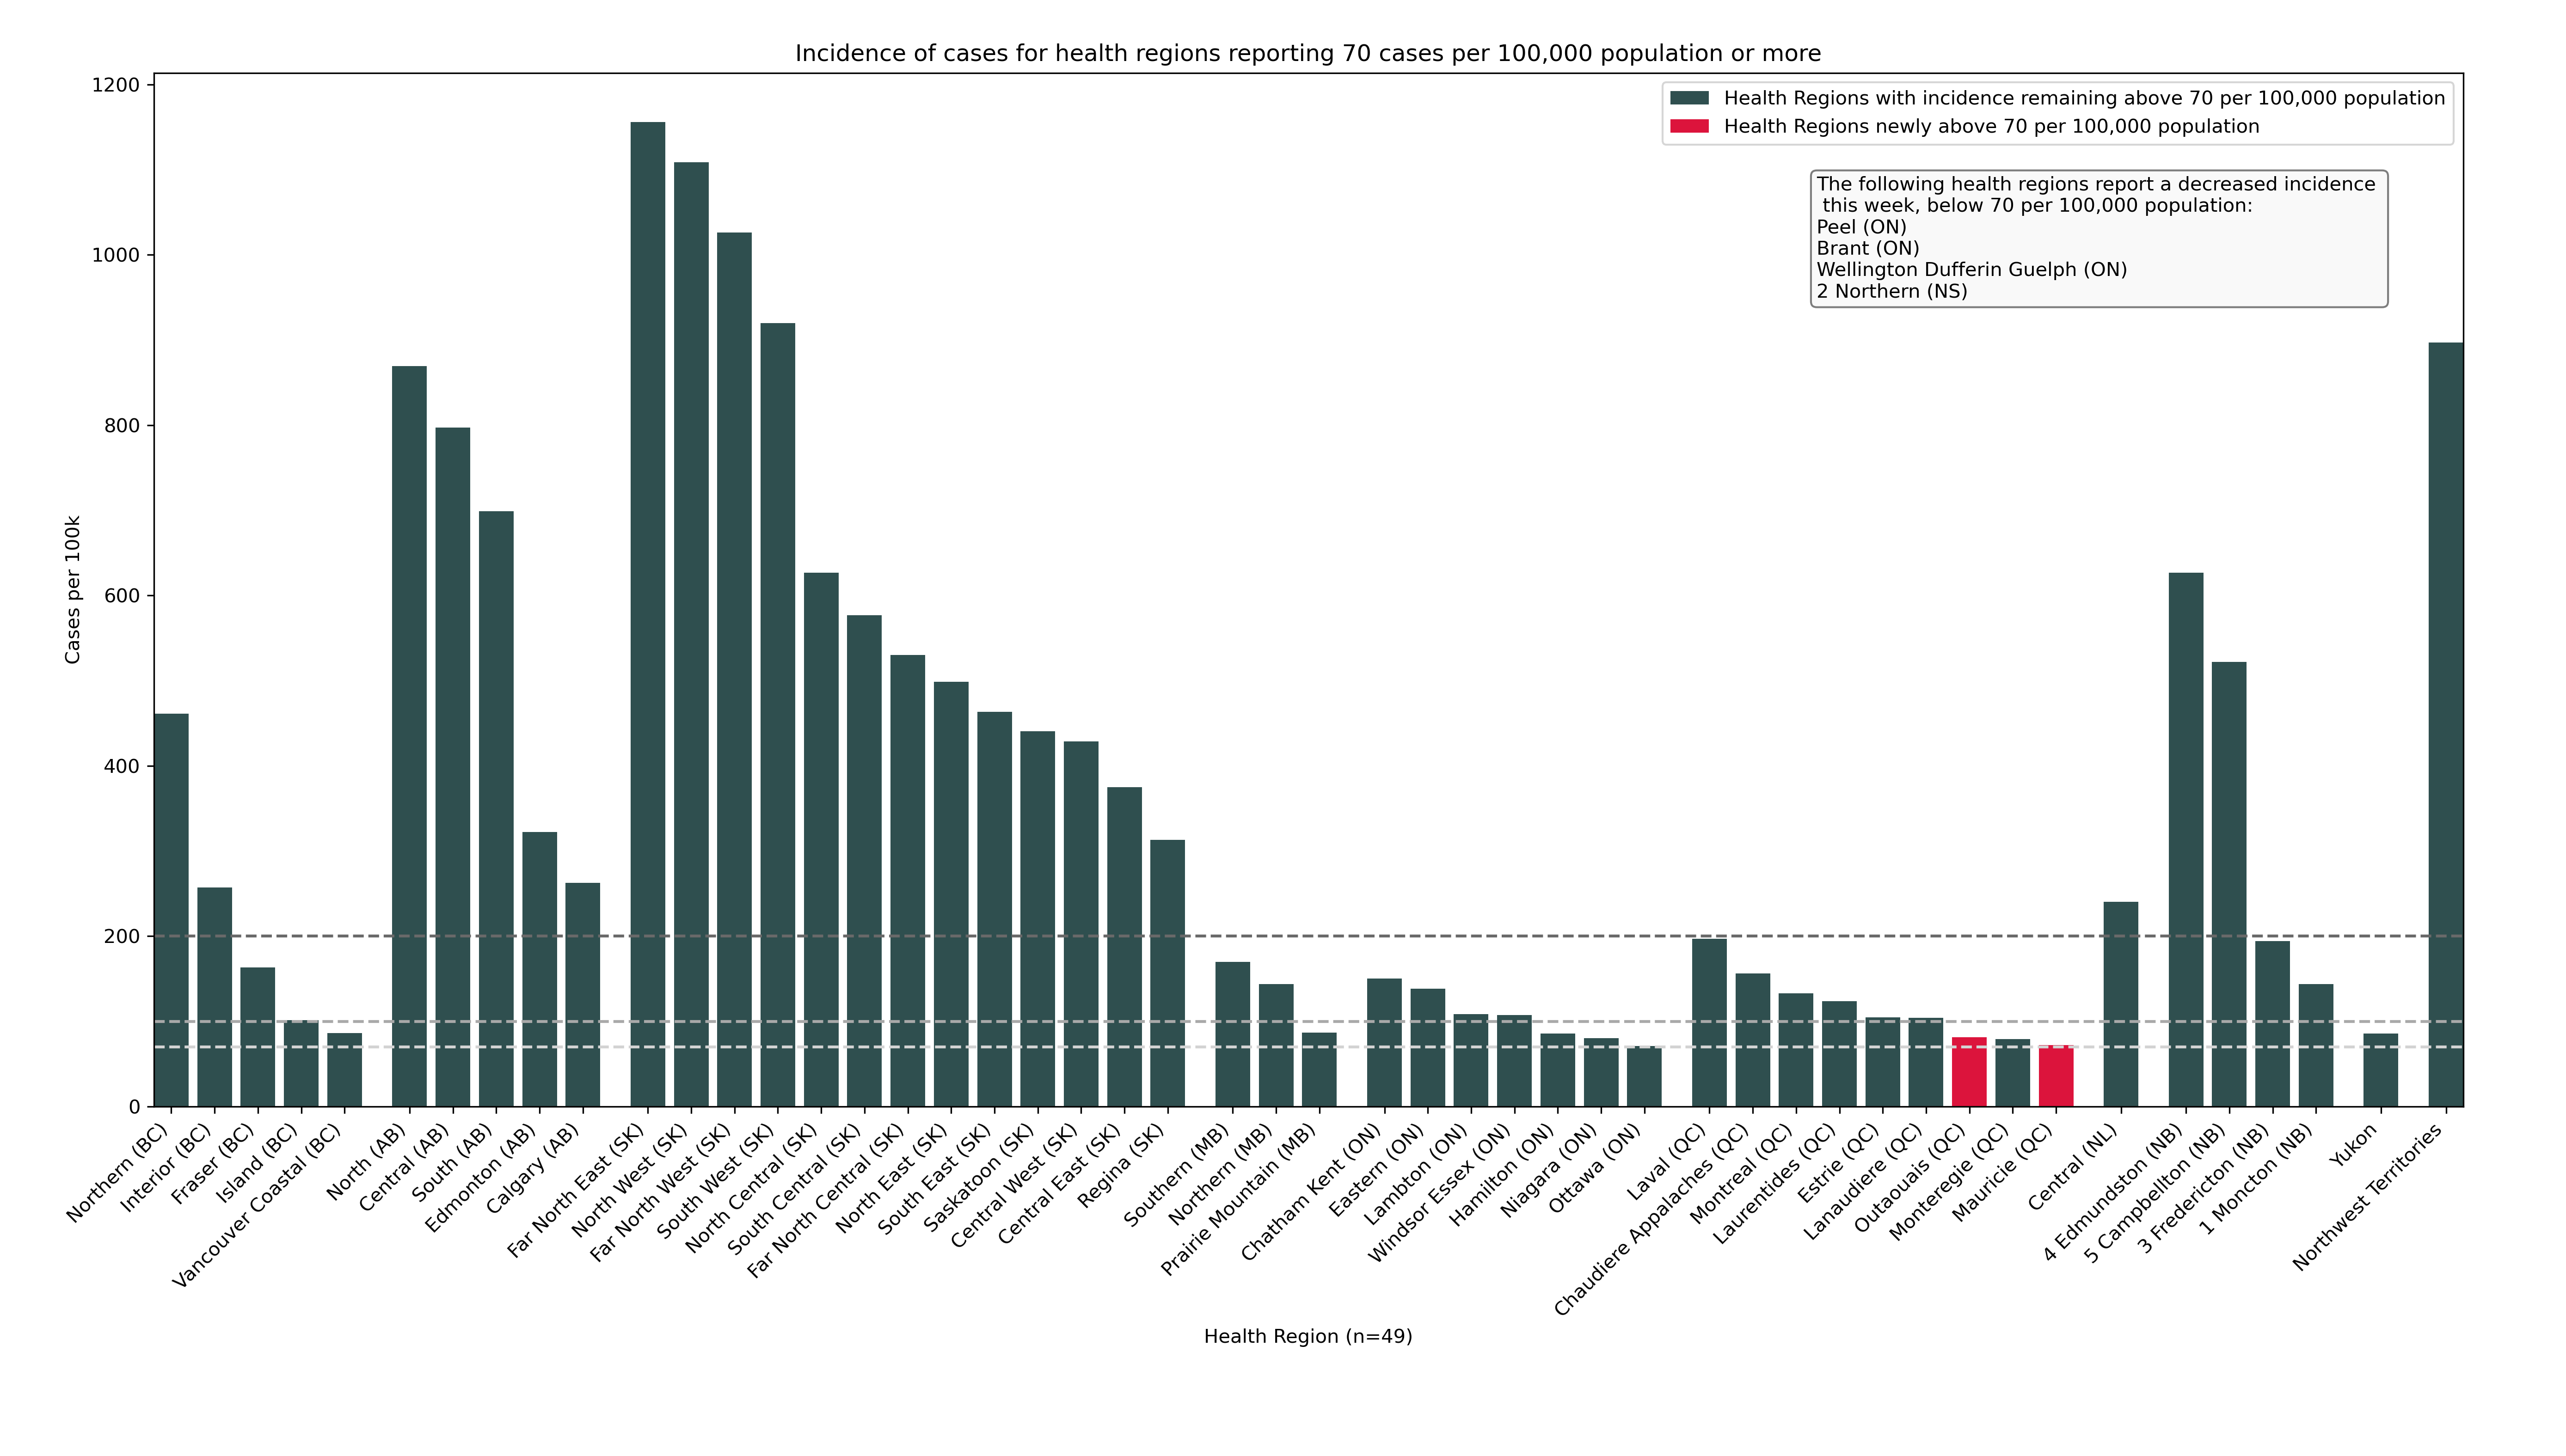 Incidence of cases for health regions reporting 70 cases per 100,000 population or more
Health Regions with incidence remaining above 70 per 100,000 population
Health Regions newly above 70 per 100,000 population
The following health regions report a decreased incidence
this week, below 70 per 100,000 population:
Peel (ON)
Brant (ON)
Wellington Dufferin Guelph (ON)
2 Northern (NS)
Cases per 100k
1200
1000
800
600
400
200
0
Northern (BC)
Interior (BC)
Fraser (BC)
Island (BC)
Vancouver Coastal (BC)
North (AB)
Central (AB)
South (AB)
Edmonton (AB)
Calgary (AB)
Far North East (SK)
North West (SK)
Far North West (SK)
South West (SK)
North Central (SK)
South Central (SK)
Far North Central (SK)
North East (SK)
South East (SK)
Saskatoon (SK)
Central West (SK)
Central East (SK)
Regina (SK)
Southern (MB)
Northern (MB)
Prairie Mountain (MB)
Chatham Kent (ON)
Eastern (ON)
Lambton (ON)
Windsor Essex (ON)
Hamilton (ON)
Niagara (ON)
Ottawa (ON)
Laval (QC)
Chaudiere Appalaches (QC)
Montreal (QC)
Laurentides (QC)
Estrie (QC)
Lanaudiere (QC)
Outaouais (QC)
Monteregie (QC)
Mauricie (QC)
Central (NL)
4 Edmundston (NB)
5 Campbellton (NB)
3 Fredericton (NB)
1 Moncton (NB)
Yukon
Northwest Territories
Health Region (n=49)